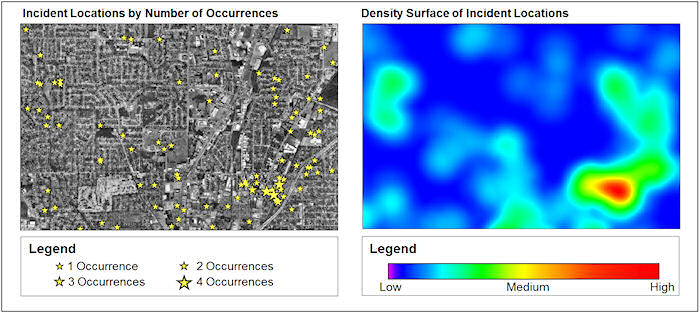 Incident Locations by Number of Occurrences
Density Surface of Incident Locations
Legend
1 Occurrence
2 Occurrences
3 Occurrences
4 Occurrences
Legend
Low
Medium
High